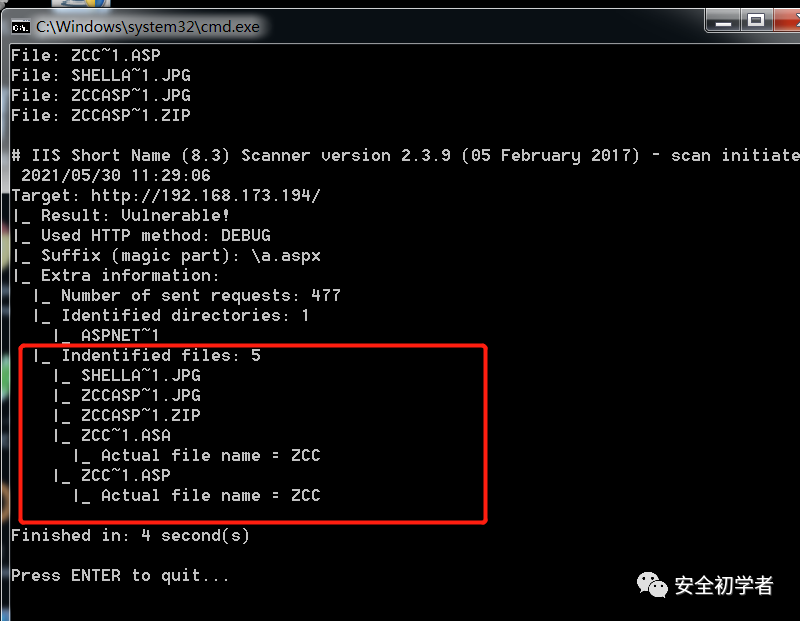 C:\Windows\system32\cmd.exe
File: ZCC~1.ASP
File: SHELLA~1.JPG
File: ZCCASP~1.JPG
File: ZCCASP~1.ZIP
# IIS Short Name (8.3) Scanner version 2.3.9 (05 February 2017) - scan initiate
2021/05/30 11:29:06
Target: http://192.168.173.194/
|_ Result: Vulnerable!
|_ Used HTTP method: DEBUG
|_ Suffix (magic part): \a.aspx
|_ Extra information:
|_ Number of sent requests: 477
|_ Identified directories: 1
|_ ASPNET~1
|_ Indentified files: 5
|_ SHELLA~1.JPG
|_ ZCCASP~1.JPG
|_ ZCCASP~1.ZIP
|_ ZCC~1.ASA
|_ Actual file name = ZCC
|_ ZCC~1.ASP
|_ Actual file name = ZCC
Finished in: 4 second(s)
Press ENTER to quit...
安全初学者